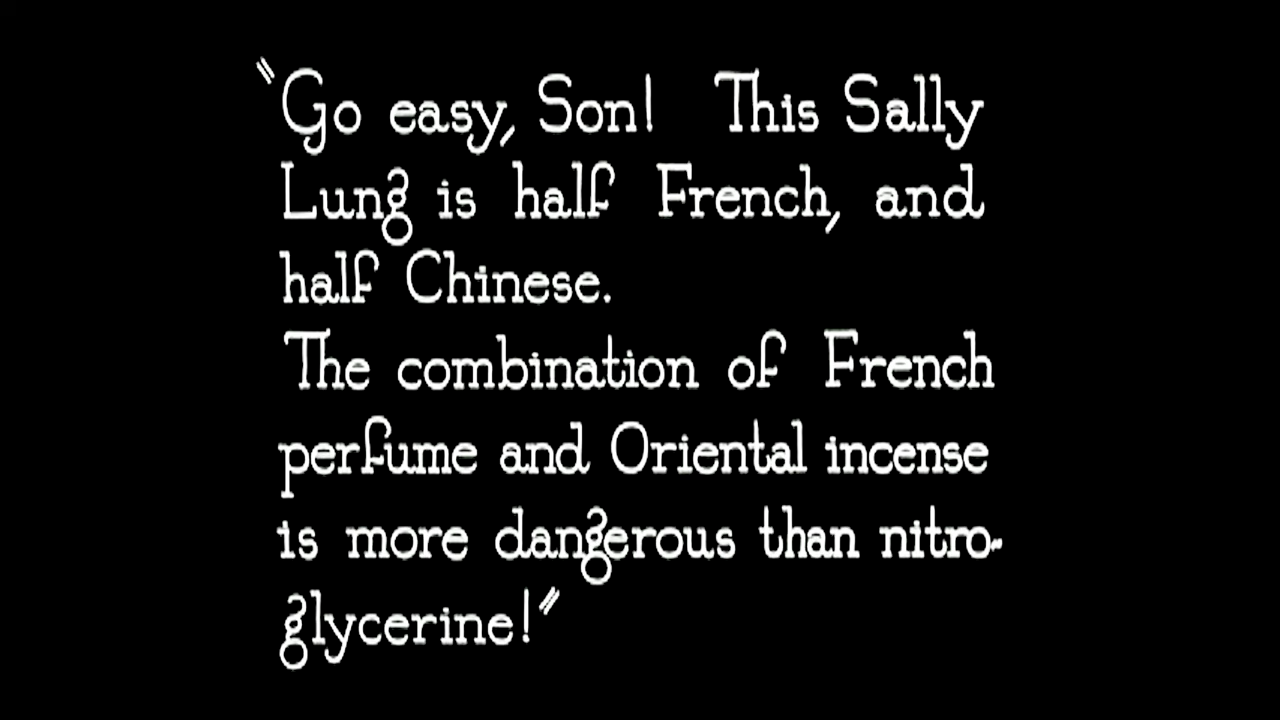 "Go easy, Son! This Sally
Lung is half French, and
half Chinese.
The combination of French
perfume and Oriental incense
is more dangerous than nitro-
glycerine!"